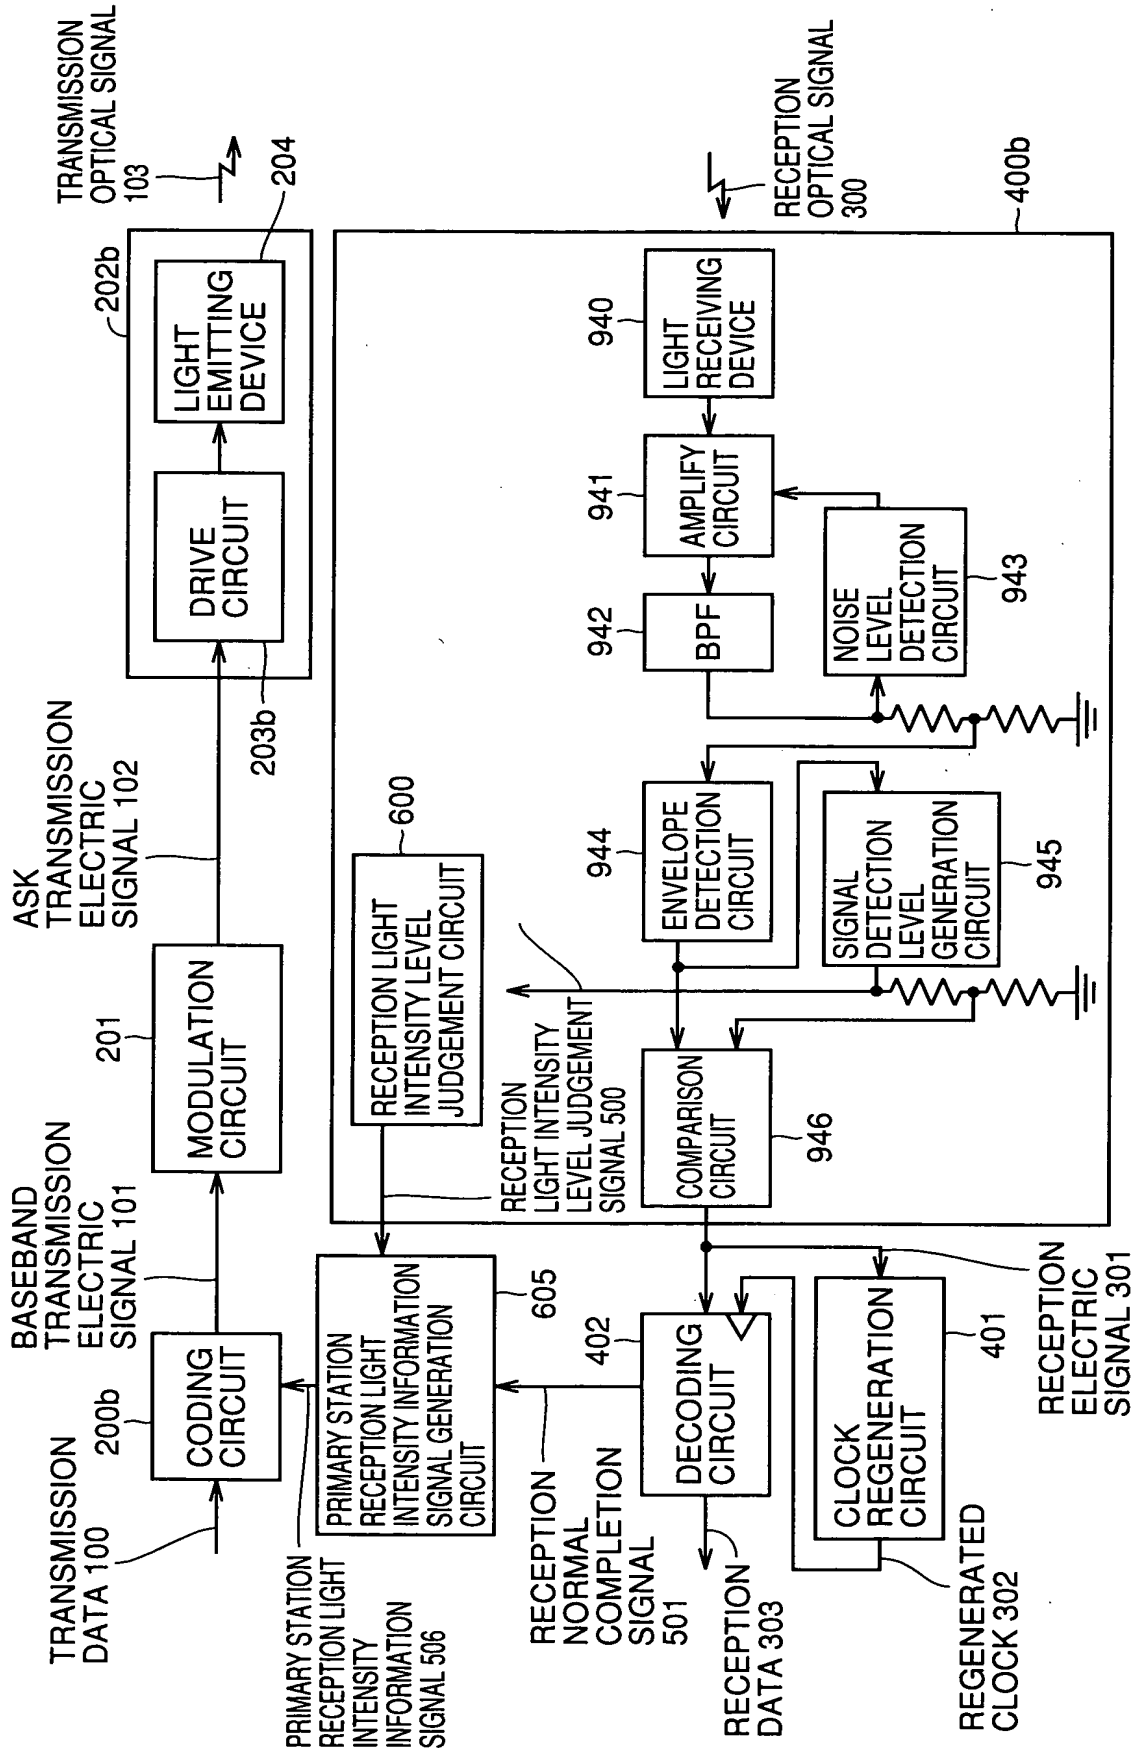 TRANSMISSION
DATA 100
200b
CODING
CIRCUIT
BASEBAND
TRANSMISSION
ELECTRIC
SIGNAL 101
201
MODULATION
CIRCUIT
ASK
TRANSMISSION
ELECTRIC
SIGNAL 102
202b
203b
DRIVE
CIRCUIT
LIGHT
EMITTING
DEVICE
204
TRANSMISSION
OPTICAL SIGNAL
103
PRIMARY STATION
RECEPTION LIGHT
INTENSITY
INFORMATION
SIGNAL 506
PRIMARY STATION
RECEPTION LIGHT
INTENSITY INFORMATION
SIGNAL GENERATION
CIRCUIT
605
RECEPTION LIGHT
INTENSITY LEVEL
JUDGEMENT CIRCUIT
600
RECEPTION
LIGHT INTENSITY
LEVEL JUDGEMENT
SIGNAL 500
RECEPTION
NORMAL
COMPLETION
SIGNAL
501
RECEPTION
DATA 303
402
DECODING
CIRCUIT
COMPARISON
CIRCUIT
946
944
ENVELOPE
DETECTION
CIRCUIT
942
BPF
941
AMPLIFY
CIRCUIT
940
LIGHT
RECEIVING
DEVICE
RECEPTION
OPTICAL SIGNAL
300
400b
REGENERATED
CLOCK 302
CLOCK
REGENERATION
CIRCUIT
401
RECEPTION
ELECTRIC
SIGNAL 301
SIGNAL
DETECTION
LEVEL
GENERATION
CIRCUIT
945
NOISE
LEVEL
DETECTION
CIRCUIT
943